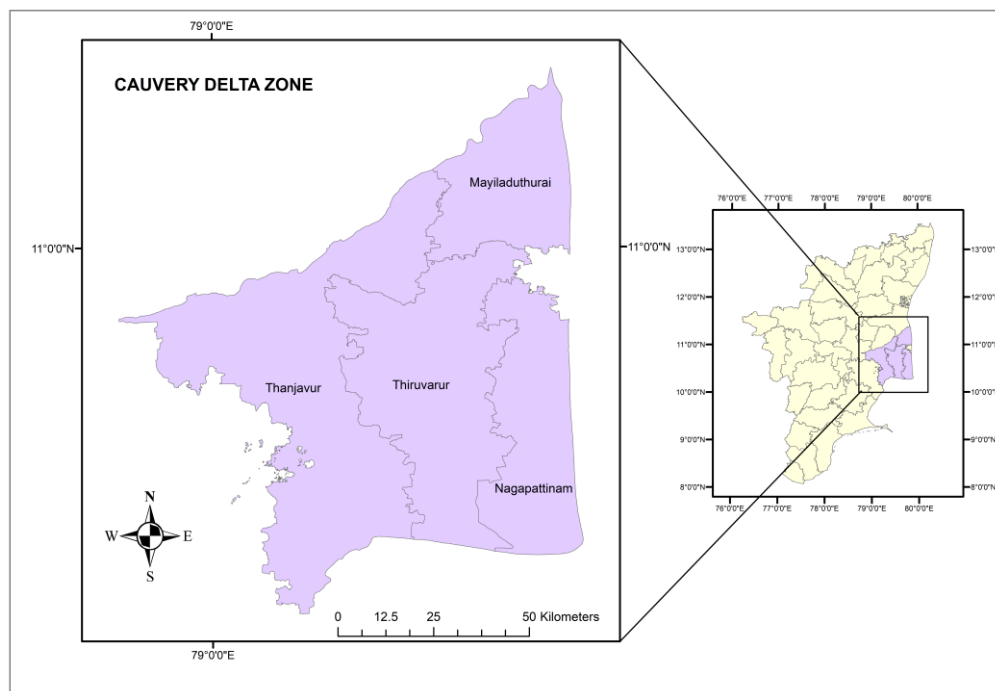 79°0'0"E
CAUVERY DELTA ZONE
Mayiladuthurai
11°0'0"N
11°0'0"N
Thanjavur
Thiruvarur
Nagapattinam
N
W
E
S
0 12.5 25 50 Kilometers
79°0'0"E
76°0'0"E 77°0'0"E 78°0'0"E 79°0'0"E 80°0'0"E
13°0'0"N
13°0'0"N
12°0'0"N
12°0'0"N
11°0'0"N
11°0'0"N
10°0'0"N
10°0'0"N
9°0'0"N
9°0'0"N
8°0'0"N
8°0'0"N
76°0'0"E 77°0'0"E 78°0'0"E 79°0'0"E 80°0'0"E